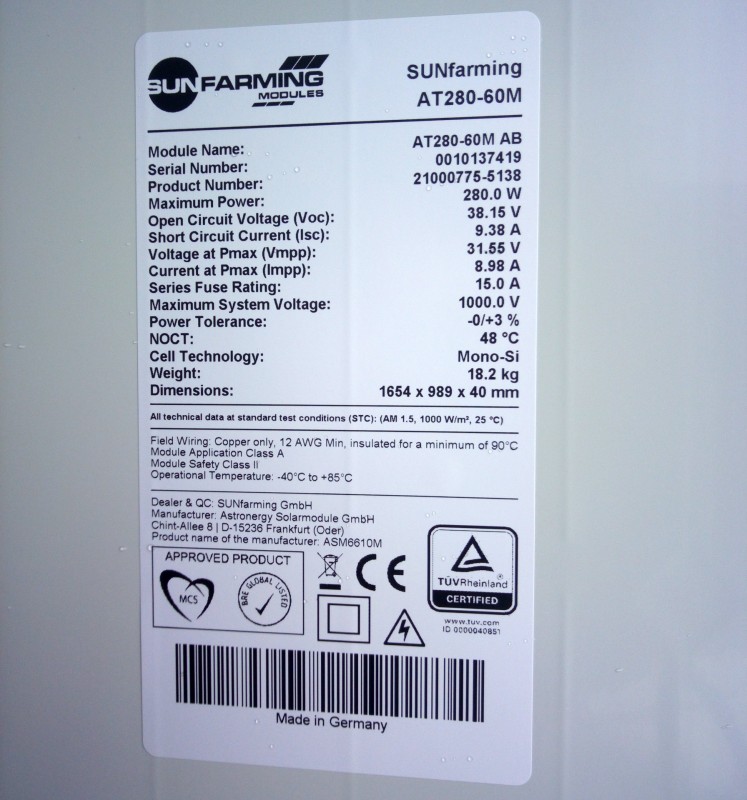 SUNFARMING
MODULES
SUNfarming
AT280-60M
Module Name: AT280-60M AB
Serial Number: 0010137419
Product Number: 21000775-5138
Maximum Power: 280.0 W
Open Circuit Voltage (Voc): 38.15 V
Short Circuit Current (Isc): 9.38 A
Voltage at Pmax (Vmpp): 31.55 V
Current at Pmax (Impp): 8.98 A
Series Fuse Rating: 15.0 A
Maximum System Voltage: 1000.0 V
Power Tolerance: -0/+3 %
NOCT: 48 °C
Cell Technology: Mono-Si
Weight: 18.2 kg
Dimensions: 1654 x 989 x 40 mm
All technical data at standard test conditions (STC): (AM 1.5, 1000 W/m², 25 °C)
Field Wiring: Copper only, 12 AWG Min, insulated for a minimum of 90°C
Module Application Class A
Module Safety Class II
Operational Temperature: -40°C to +85°C
Dealer & QC: SUNfarming GmbH
Manufacturer: Astronergy Solarmodule GmbH
Chint-Allee 8 | D-15236 Frankfurt (Oder)
Product name of the manufacturer: ASM6610M
APPROVED PRODUCT
MCS
BRE GLOBAL LISTED
CE
TÜVRheinland®
CERTIFIED
www.tuv.com
ID 0000040851
Made in Germany